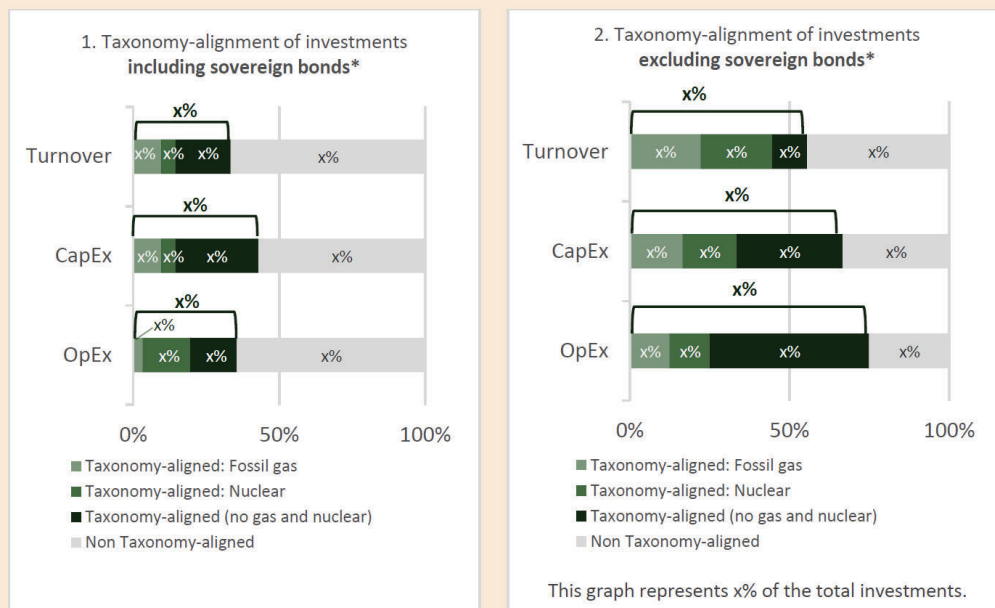 1. Taxonomy-alignment of investments
including sovereign bonds*
x%
Turnover
x% x% x% x%
x%
CapEx
x% x% x% x%
x%
x%
OpEx
x% x% x%
0% 50% 100%
Taxonomy-aligned: Fossil gas
Taxonomy-aligned: Nuclear
Taxonomy-aligned (no gas and nuclear)
Non Taxonomy-aligned
2. Taxonomy-alignment of investments
excluding sovereign bonds*
x%
Turnover
x% x% x% x%
x%
CapEx
x% x% x% x%
x%
OpEx
x% x% x% x%
0% 50% 100%
Taxonomy-aligned: Fossil gas
Taxonomy-aligned: Nuclear
Taxonomy-aligned (no gas and nuclear)
Non Taxonomy-aligned
This graph represents x% of the total investments.